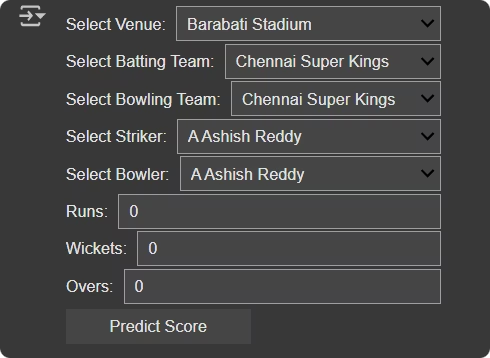 Select Venue: Barabati Stadium
Select Batting Team: Chennai Super Kings
Select Bowling Team: Chennai Super Kings
Select Striker: A Ashish Reddy
Select Bowler: A Ashish Reddy
Runs: 0
Wickets: 0
Overs: 0
Predict Score